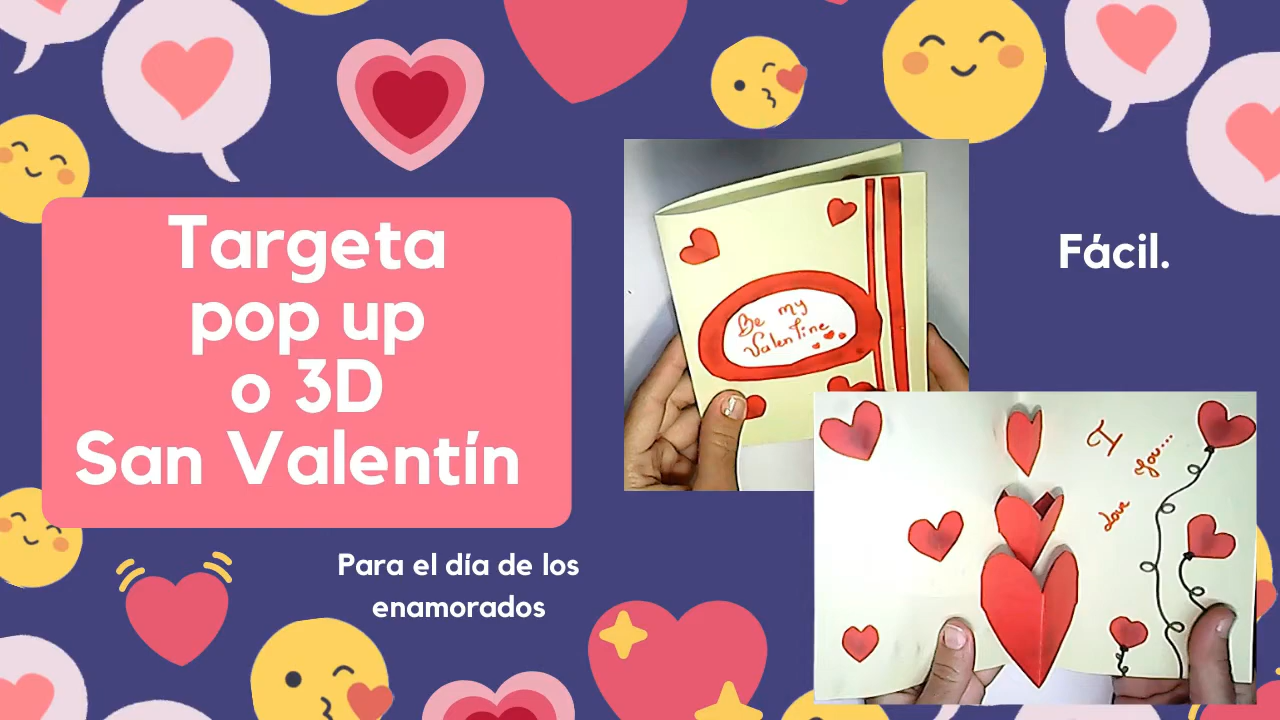 Targeta
pop up
o 3D
San Valentín
Para el día de los
enamorados
Fácil.
Be my
Valentine
I
Love
You...